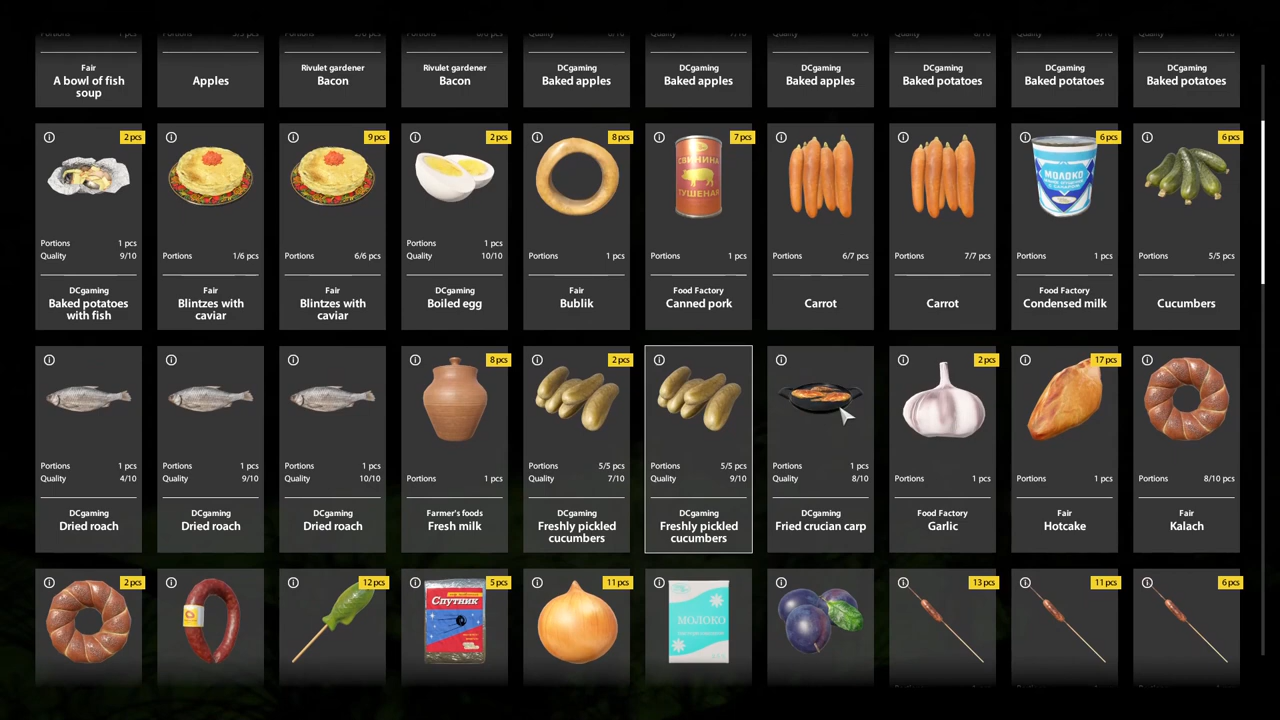 Fair
A bowl of fish
soup
Apples
Rivulet gardener
Bacon
Rivulet gardener
Bacon
DCgaming
Baked apples
DCgaming
Baked apples
DCgaming
Baked apples
DCgaming
Baked potatoes
DCgaming
Baked potatoes
DCgaming
Baked potatoes
2 pcs
Portions 1 pcs
Quality 9/10
DCgaming
Baked potatoes
with fish
Portions 1/6 pcs
Fair
Blintzes with
caviar
9 pcs
Portions 6/6 pcs
Fair
Blintzes with
caviar
2 pcs
Portions 1 pcs
Quality 10/10
DCgaming
Boiled egg
8 pcs
Portions 1 pcs
Fair
Bublik
7 pcs
СВИНИНА
ТУШЕНАЯ
Portions 1 pcs
Food Factory
Canned pork
Portions 6/7 pcs
Carrot
Portions 7/7 pcs
Carrot
6 pcs
МОЛОКО
Portions 1 pcs
Food Factory
Condensed milk
6 pcs
Portions 5/5 pcs
Cucumbers
Portions 1 pcs
Quality 4/10
DCgaming
Dried roach
Portions 1 pcs
Quality 9/10
DCgaming
Dried roach
Portions 1 pcs
Quality 10/10
DCgaming
Dried roach
8 pcs
Portions 1 pcs
Farmer's foods
Fresh milk
2 pcs
Portions 5/5 pcs
Quality 7/10
DCgaming
Freshly pickled
cucumbers
Portions 5/5 pcs
Quality 9/10
DCgaming
Freshly pickled
cucumbers
Portions 1 pcs
Quality 8/10
DCgaming
Fried crucian carp
2 pcs
Portions 1 pcs
Food Factory
Garlic
17 pcs
Portions 1 pcs
Fair
Hotcake
Portions 8/10 pcs
Fair
Kalach
2 pcs
12 pcs
5 pcs
Спутник
11 pcs
МОЛОКО
13 pcs
11 pcs
6 pcs